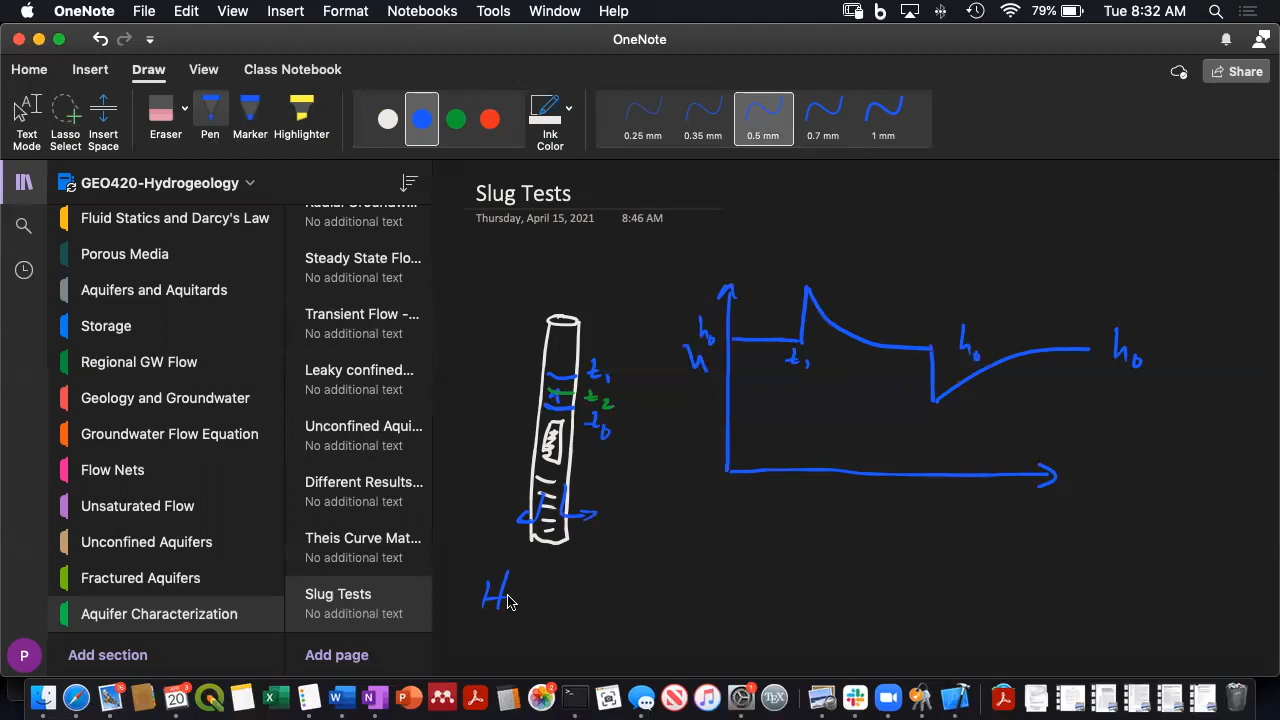 OneNote File Edit View Insert Format Notebooks Tools Window Help 79% Tue 8:32 AM
OneNote
Home Insert Draw View Class Notebook Share
Text Mode Lasso Select Insert Space Eraser Pen Marker Highlighter Ink Color 0.25 mm 0.35 mm 0.5 mm 0.7 mm 1 mm
GEO420-Hydrogeology
Fluid Statics and Darcy's Law
Porous Media
Aquifers and Aquitards
Storage
Regional GW Flow
Geology and Groundwater
Groundwater Flow Equation
Flow Nets
Unsaturated Flow
Unconfined Aquifers
Fractured Aquifers
Aquifer Characterization
P
Add section
No additional text
Steady State Flo...
No additional text
Transient Flow -...
No additional text
Leaky confined...
No additional text
Unconfined Aqui...
No additional text
Different Results...
No additional text
Theis Curve Mat...
No additional text
Slug Tests
No additional text
Add page
Slug Tests
Thursday, April 15, 2021 8:46 AM
t1
t2
t0
h0
h
t1
h0
h0
H
6
3
20
2
1